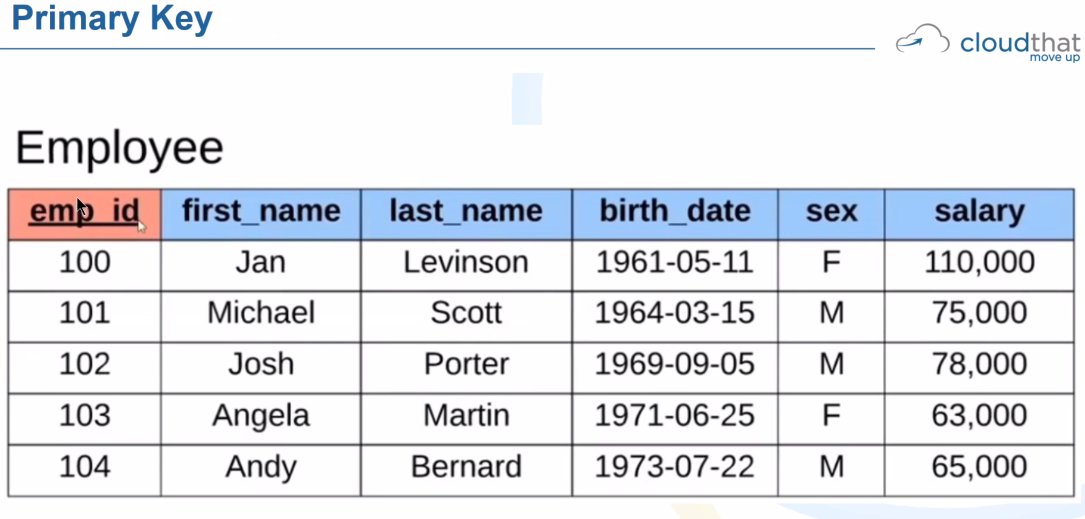 Primary Key
cloudthat
move up
Employee
emp_id first_name last_name birth_date sex salary
100 Jan Levinson 1961-05-11 F 110,000
101 Michael Scott 1964-03-15 M 75,000
102 Josh Porter 1969-09-05 M 78,000
103 Angela Martin 1971-06-25 F 63,000
104 Andy Bernard 1973-07-22 M 65,000